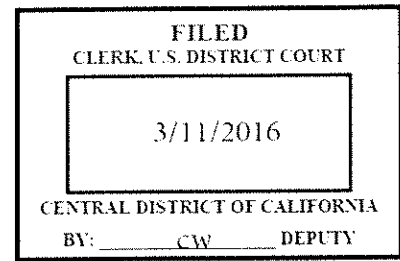 FILED
CLERK, U.S. DISTRICT COURT
3/11/2016
CENTRAL DISTRICT OF CALIFORNIA
BY: CW DEPUTY